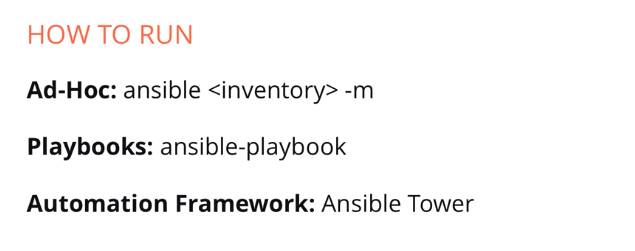 HOW TO RUN
Ad-Hoc: ansible <inventory> -m
Playbooks: ansible-playbook
Automation Framework: Ansible Tower